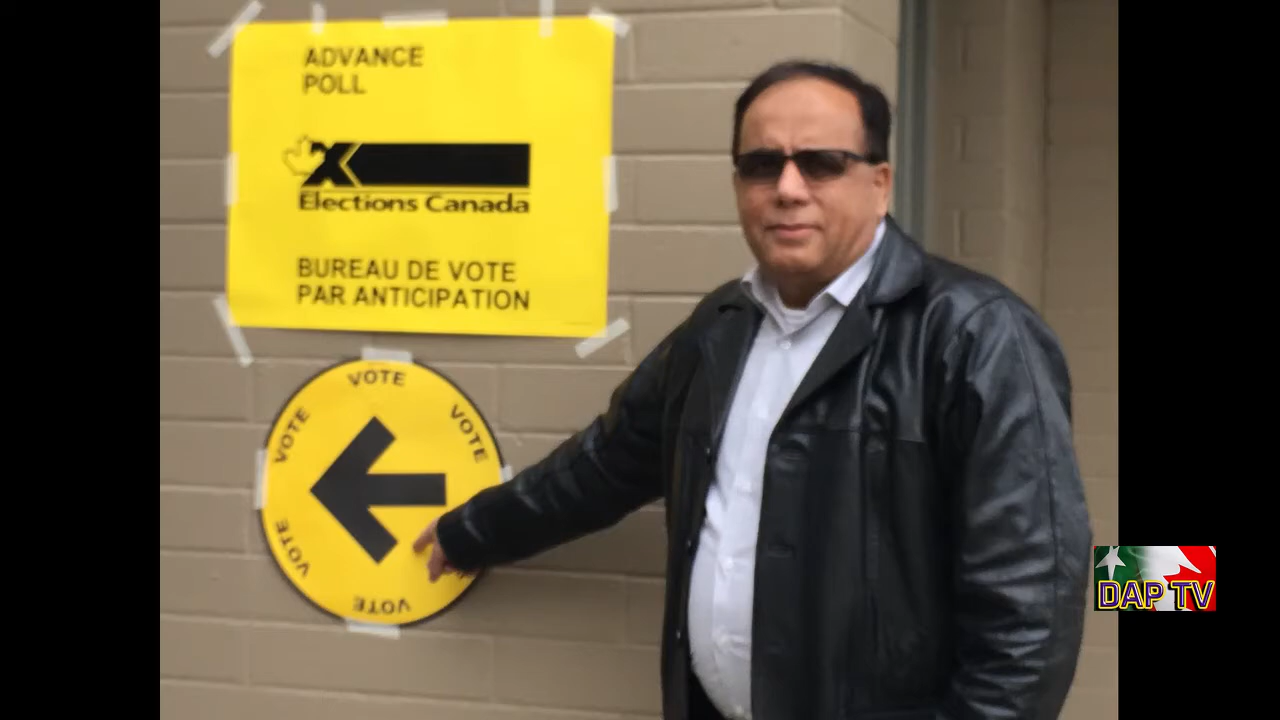 ADVANCE
POLL
Elections Canada
BUREAU DE VOTE
PAR ANTICIPATION
VOTE
VOTE
VOTE
VOTE
VOTE
DAP TV